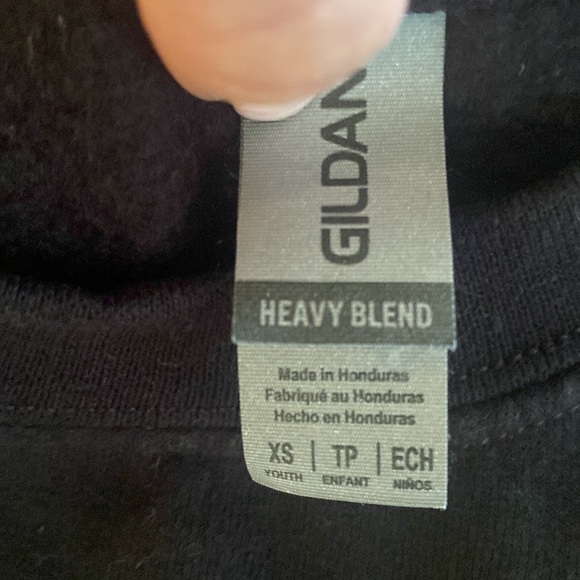 GILDAN
HEAVY BLEND
Made in Honduras
Fabriqué au Honduras
Hecho en Honduras
XS | TP | ECH
YOUTH ENFANT NIÑOS